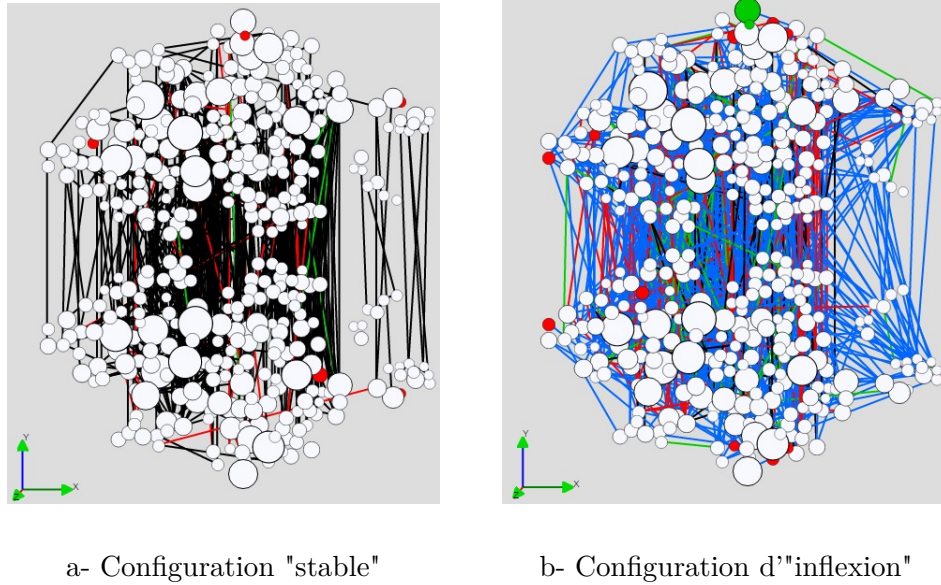 Y
X
Z
Y
X
Z
a- Configuration "stable"
b- Configuration d'"inflexion"